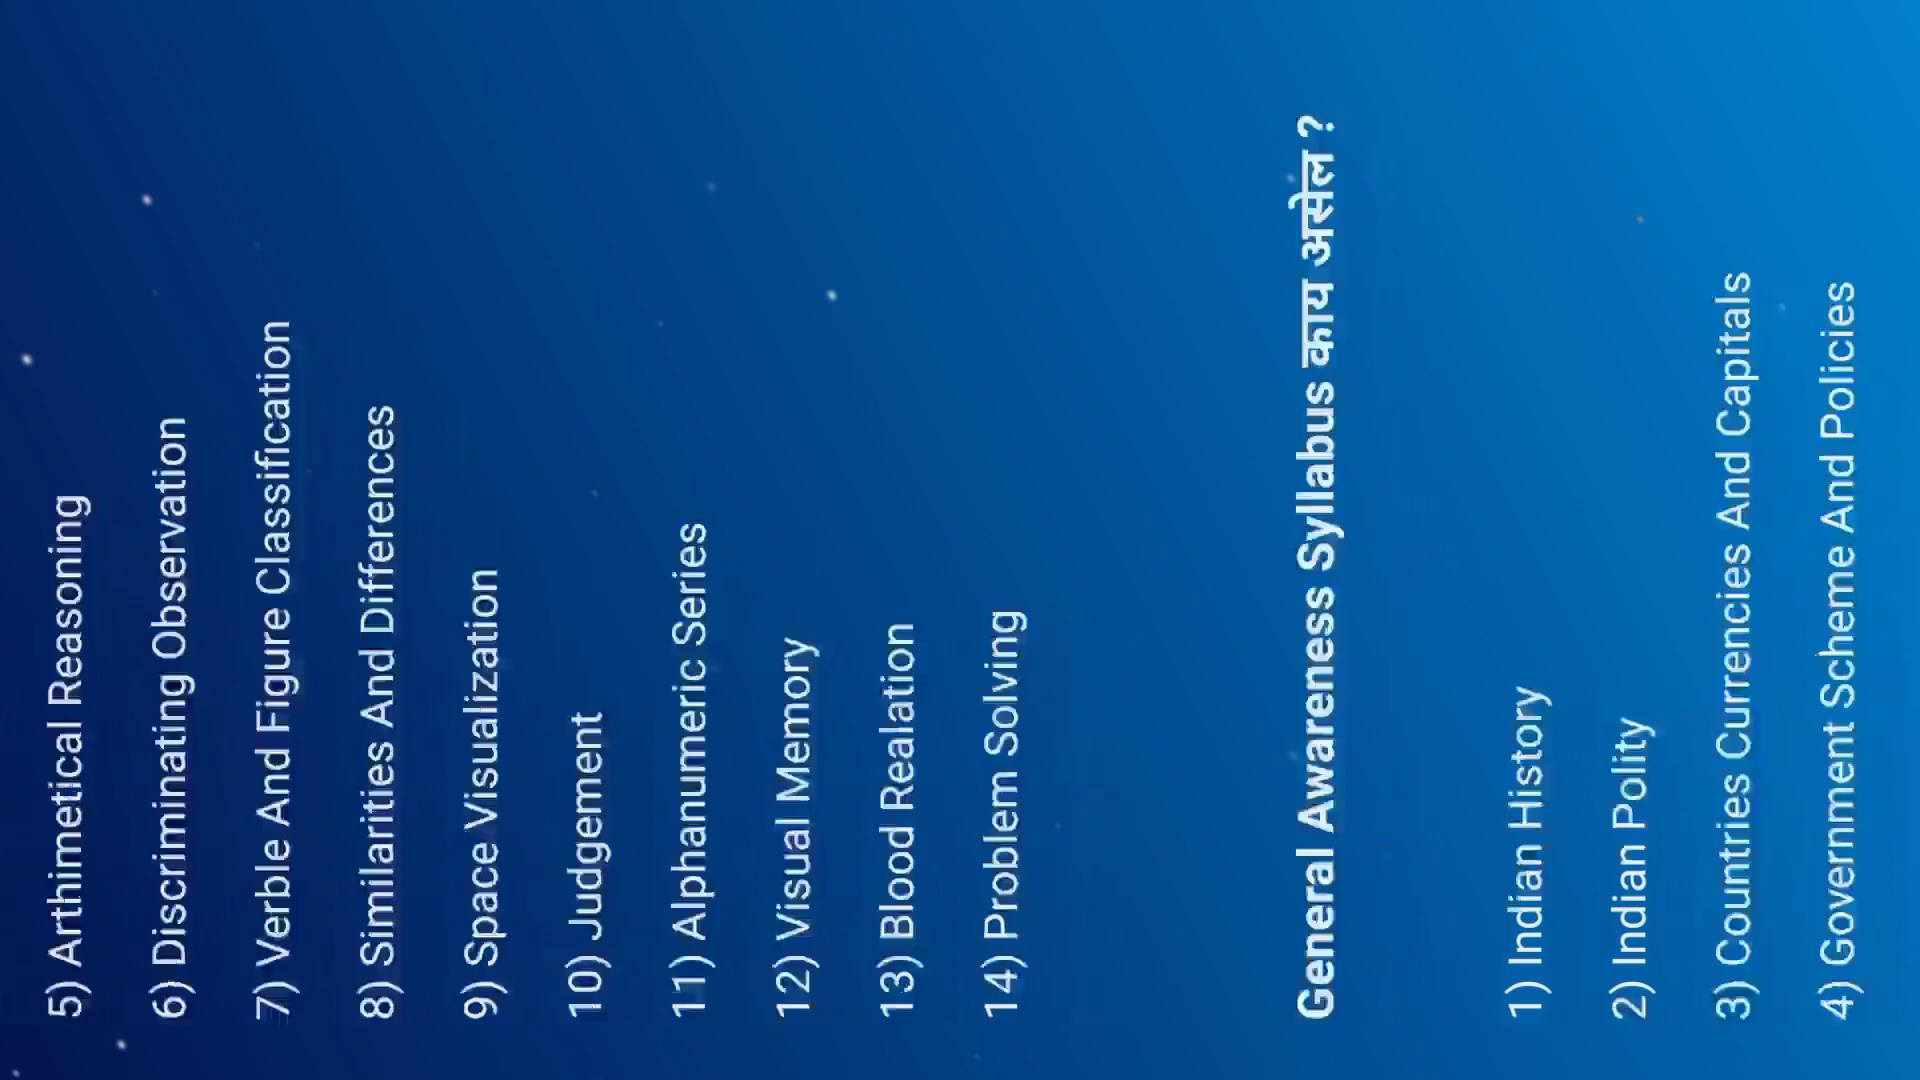 5) Arthimetical Reasoning
6) Discriminating Observation
7) Verble And Figure Classification
8) Similarities And Differences
9) Space Visualization
10) Judgement
11) Alphanumeric Series
12) Visual Memory
13) Blood Realation
14) Problem Solving
General Awareness Syllabus काय असेल ?
1) Indian History
2) Indian Polity
3) Countries Currencies And Capitals
4) Government Scheme And Policies